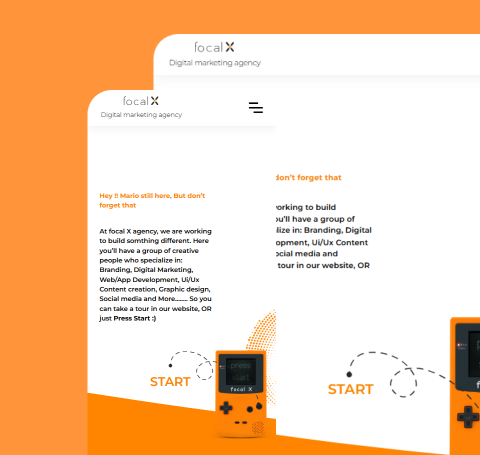 focal X
Digital marketing agency
focal X
Digital marketing agency
Hey !! Mario still here, But don't
forget that
At focal X agency, we are working
to build somthing different. Here
you'll have a group of creative
people who specialize in:
Branding, Digital Marketing,
Web/App Development, Ui/Ux
Content creation, Graphic design,
Social media and More........ So you
can take a tour in our website, OR
just Press Start :)
START
press
start
focal X
don't forget that
working to build
you'll have a group of
ialize in: Branding, Digital
opment, Ui/Ux Content
ocial media and
tour in our website, OR
START